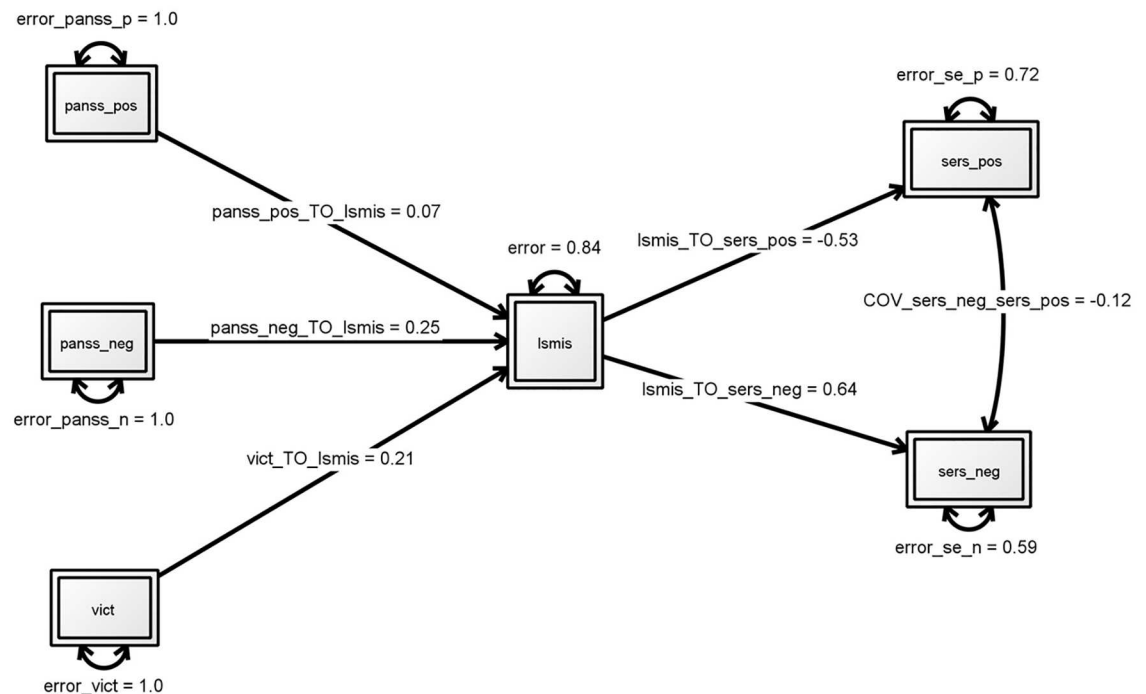 error_panss_p = 1.0
panss_pos
error_se_p = 0.72
sers_pos
panss_pos_TO_lsmis = 0.07
error = 0.84
lsmis_TO_sers_pos = -0.53
COV_sers_neg_sers_pos = -0.12
panss_neg_TO_lsmis = 0.25
panss_neg
lsmis
lsmis_TO_sers_neg = 0.64
error_panss_n = 1.0
vict_TO_lsmis = 0.21
sers_neg
error_se_n = 0.59
vict
error_vict = 1.0